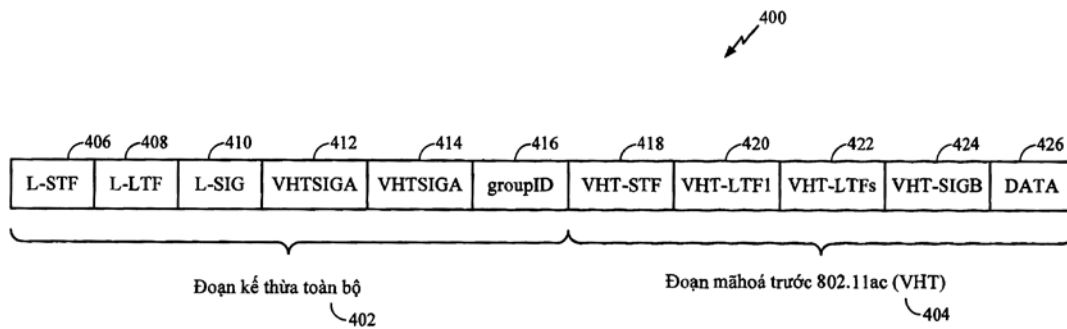 400
406 408 410 412 414 416 418 420 422 424 426
L-STF L-LTF L-SIG VHTSIGA VHTSIGA groupID VHT-STF VHT-LTF1 VHT-LTFs VHT-SIGB DATA
Đoạn kế thừa toàn bộ Đoạn mãhoá trước 802.11ac (VHT)
402 404